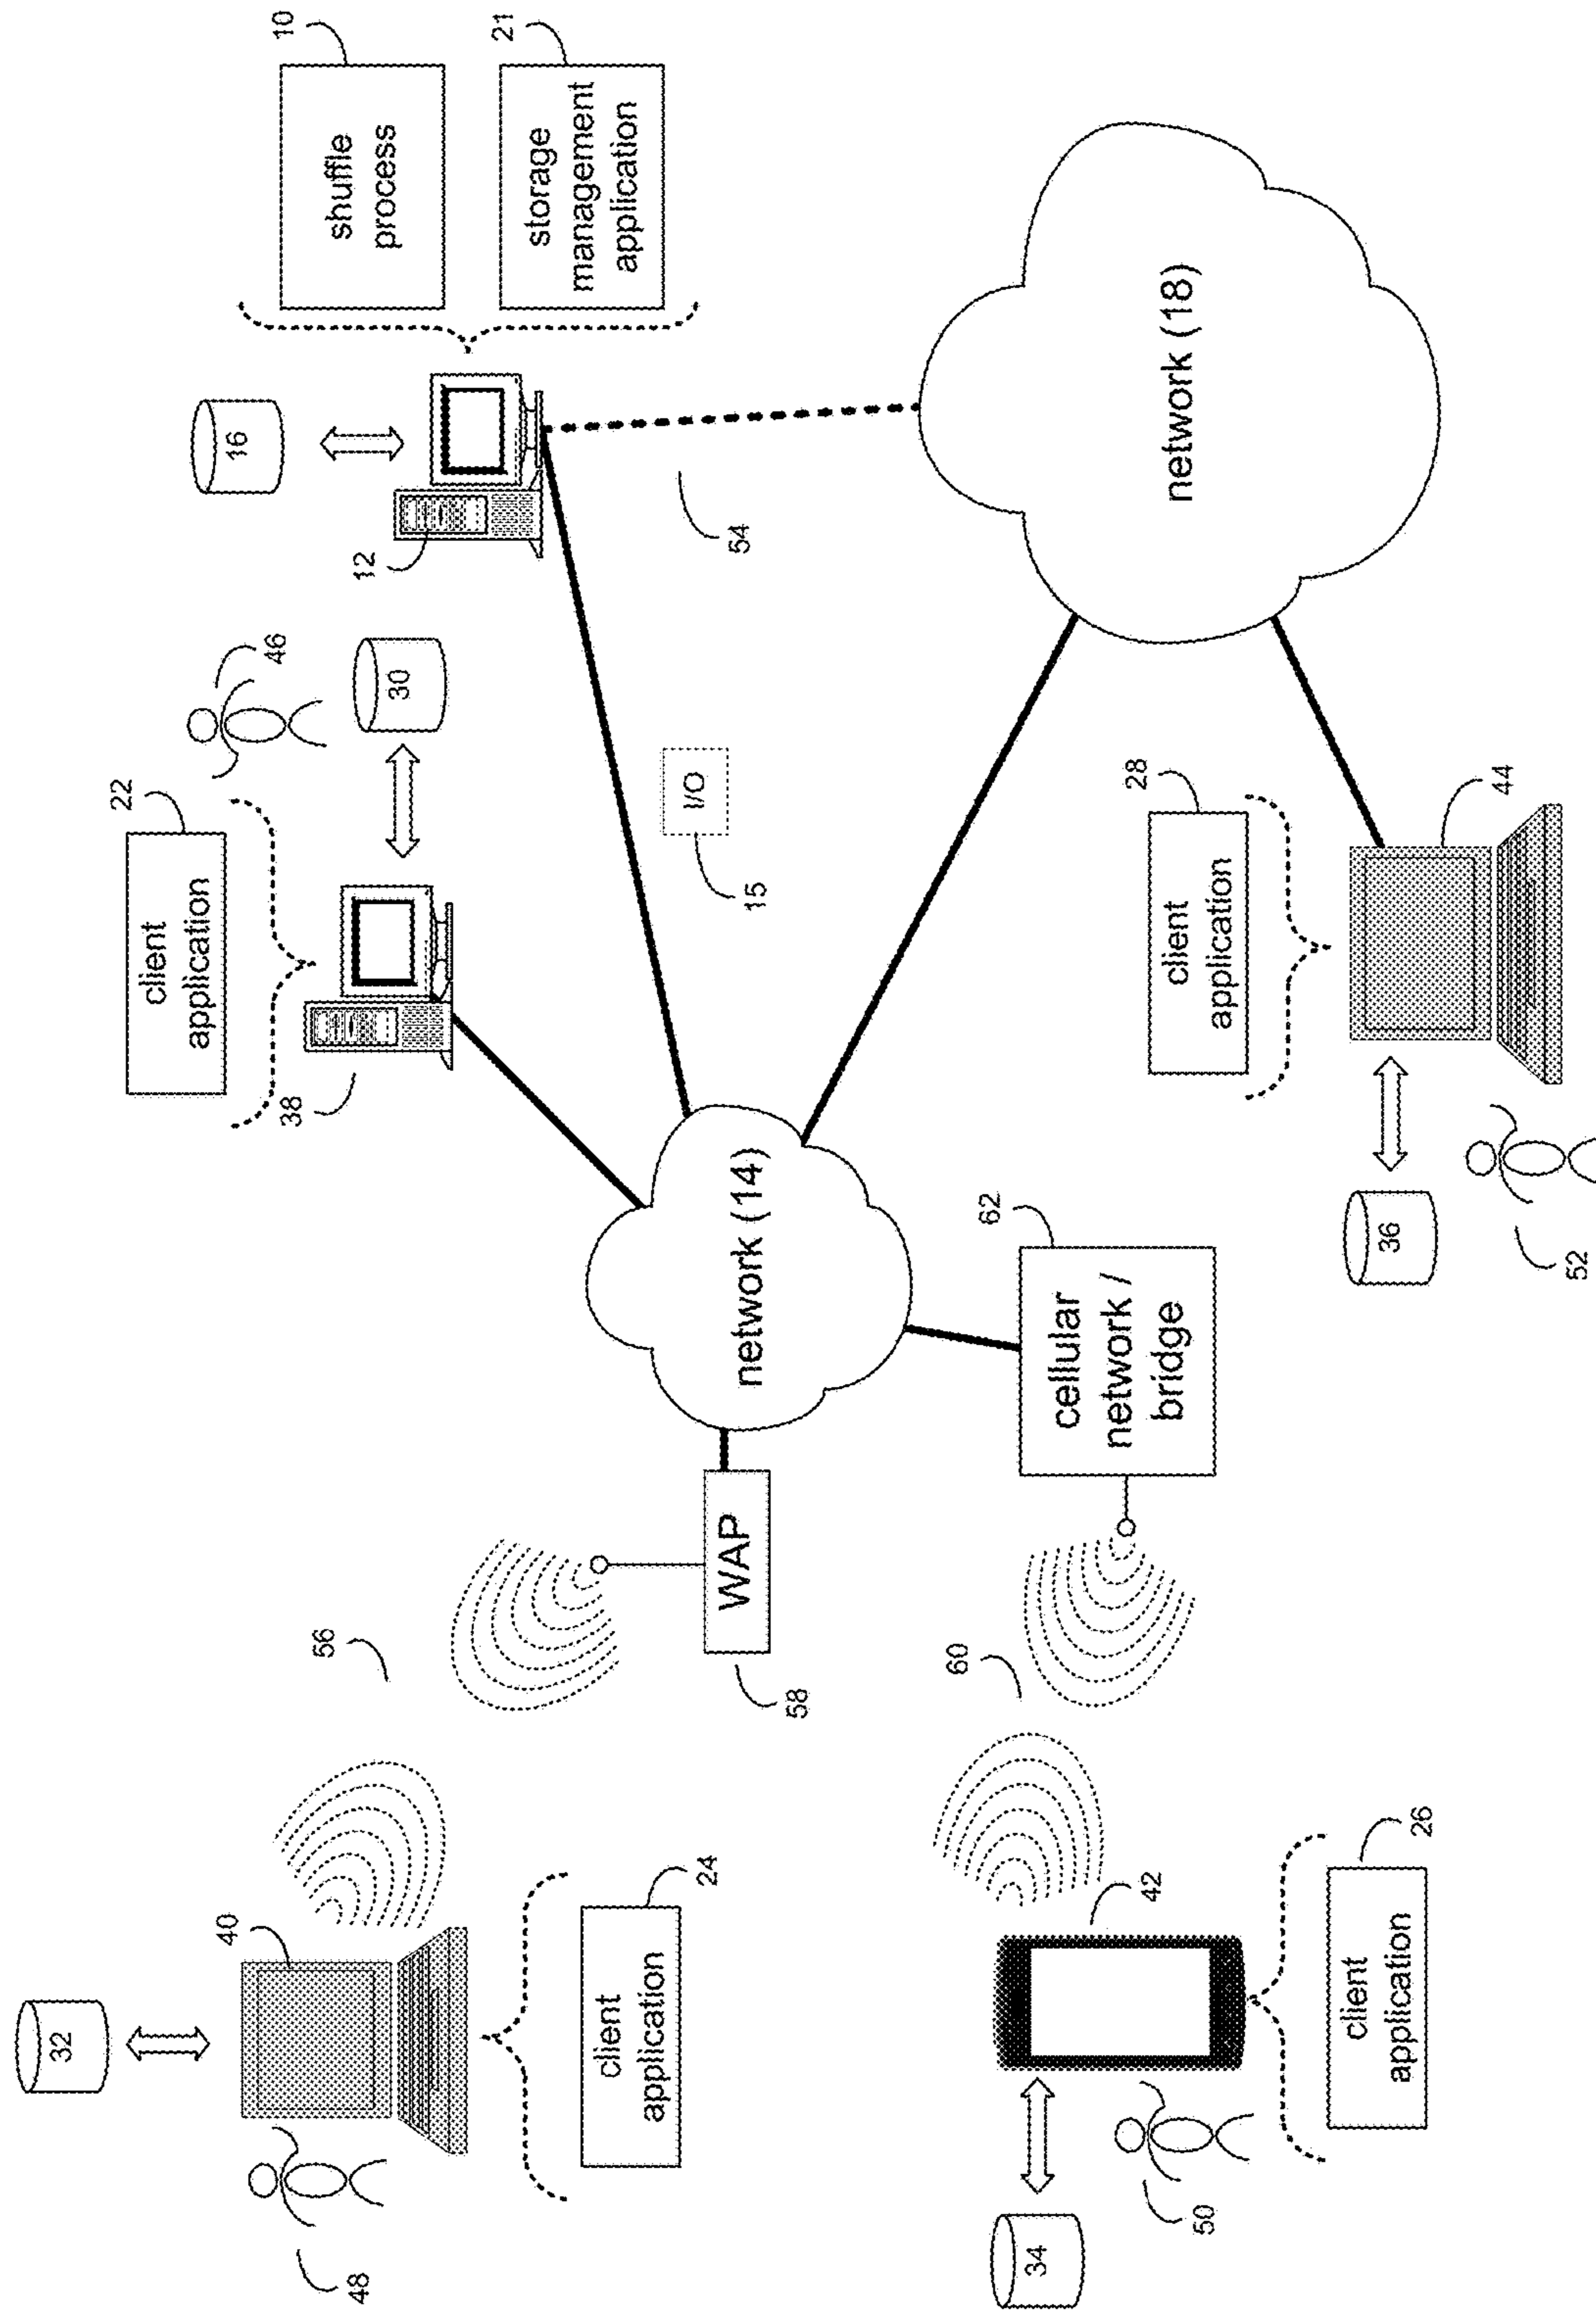 32
40
48
client
application
24
56
WAP
58
client
application
22
38
46
30
16
12
shuffle
process
10
storage
management
application
21
network (14)
I/O
15
54
34
42
50
client
application
26
60
cellular
network /
bridge
62
client
application
28
36
44
52
network (18)